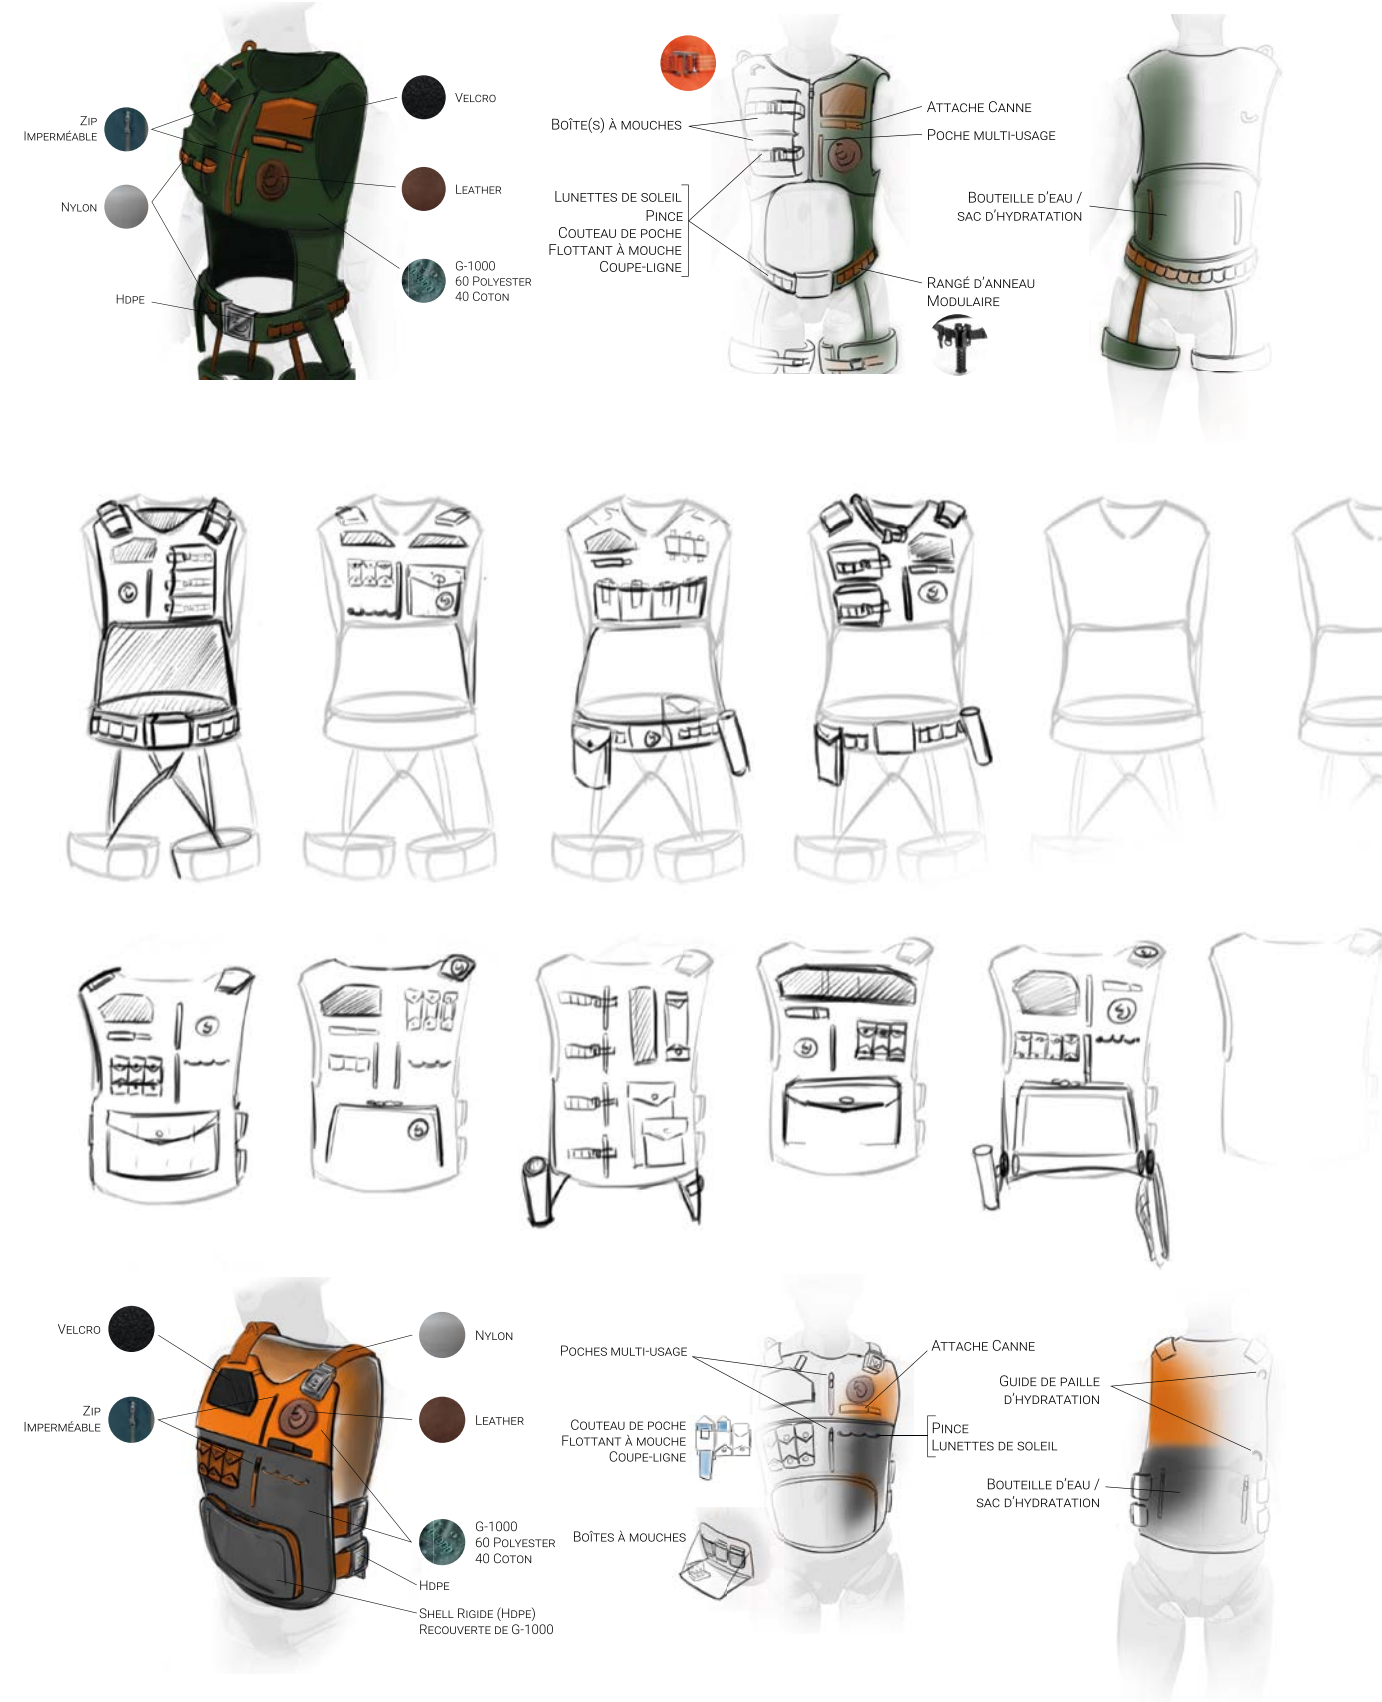 Velcro
Zip
Imperméable
Nylon
Leather
G-1000
60 Polyester
40 Coton
Hdpe
Boîte(s) à mouches
Attache Canne
Poche multi-usage
Lunettes de soleil
Pince
Couteau de poche
Flottant à mouche
Coupe-ligne
Bouteille d'eau /
sac d'hydratation
Rangé d'anneau
Modulaire
Velcro
Nylon
Zip
Imperméable
Leather
G-1000
60 Polyester
40 Coton
Hdpe
Shell Rigide (Hdpe)
Recouverte de G-1000
Poches multi-usage
Attache Canne
Couteau de poche
Flottant à mouche
Coupe-ligne
Pince
Lunettes de soleil
Boîtes à mouches
Guide de paille
d'hydratation
Bouteille d'eau /
sac d'hydratation